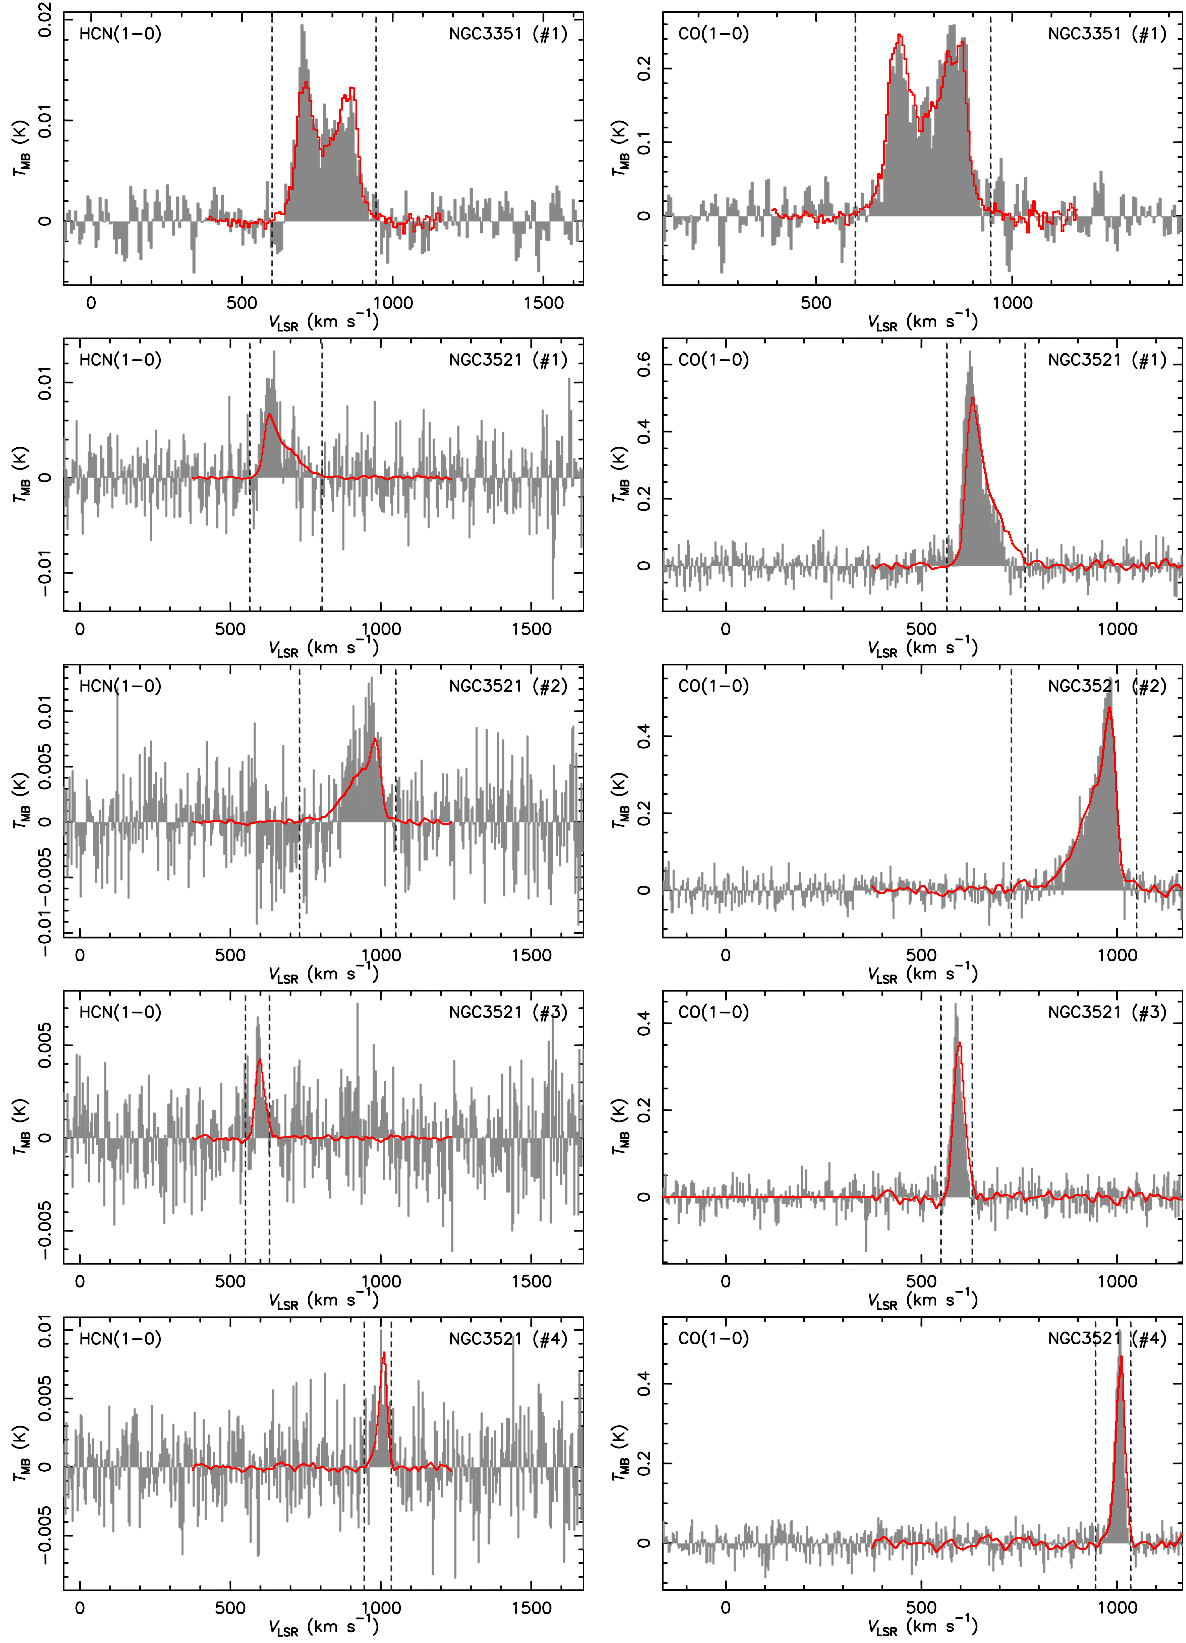 HCN(1−0) NGC3351 (#1)
0.02
0.01
0
T_MB (K)
0 500 1000 1500
V_LSR (km s⁻¹)
CO(1−0) NGC3351 (#1)
0.2
0.1
0
T_MB (K)
500 1000
V_LSR (km s⁻¹)
HCN(1−0) NGC3521 (#1)
0.01
0
−0.01
T_MB (K)
0 500 1000 1500
V_LSR (km s⁻¹)
CO(1−0) NGC3521 (#1)
0.6
0.4
0.2
0
T_MB (K)
0 500 1000
V_LSR (km s⁻¹)
HCN(1−0) NGC3521 (#2)
0.01
0.005
0
−0.005
−0.01
T_MB (K)
0 500 1000 1500
V_LSR (km s⁻¹)
CO(1−0) NGC3521 (#2)
0.4
0.2
0
T_MB (K)
0 500 1000
V_LSR (km s⁻¹)
HCN(1−0) NGC3521 (#3)
0.005
0
−0.005
T_MB (K)
0 500 1000 1500
V_LSR (km s⁻¹)
CO(1−0) NGC3521 (#3)
0.4
0.2
0
T_MB (K)
0 500 1000
V_LSR (km s⁻¹)
HCN(1−0) NGC3521 (#4)
0.01
0.005
0
−0.005
T_MB (K)
0 500 1000 1500
V_LSR (km s⁻¹)
CO(1−0) NGC3521 (#4)
0.4
0.2
0
T_MB (K)
0 500 1000
V_LSR (km s⁻¹)